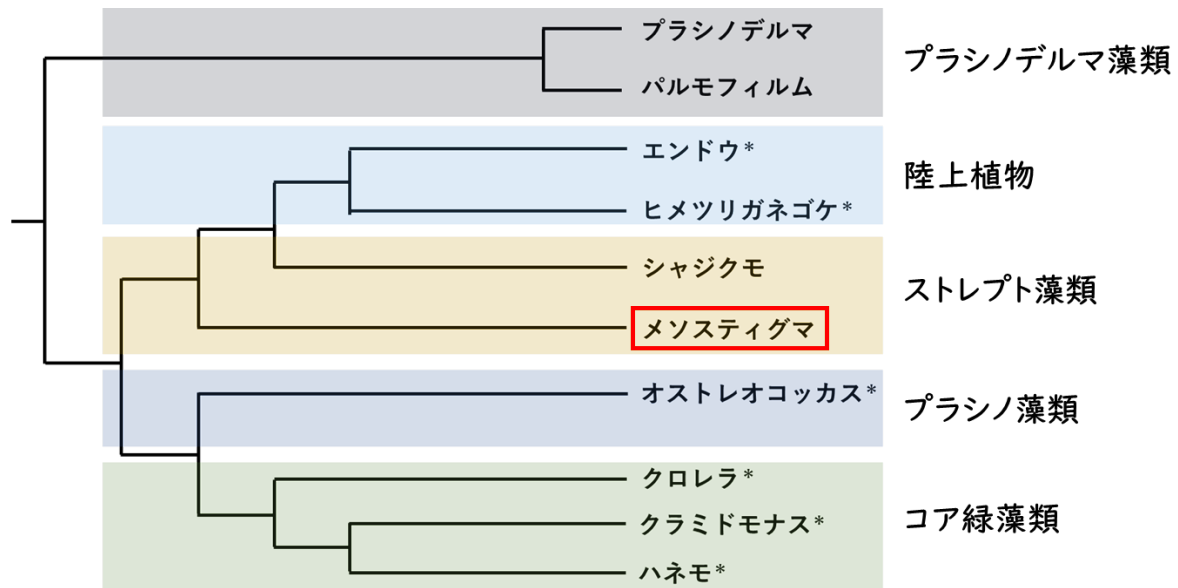 プラシノデルマ
パルモフィルム
プラシノデルマ藻類
エンドウ*
ヒメツリガネゴケ*
陸上植物
シャジクモ
メソスティグマ
ストレプト藻類
オストレオコッカス*
プラシノ藻類
クロレラ*
クラミドモナス*
ハネモ*
コア緑藻類